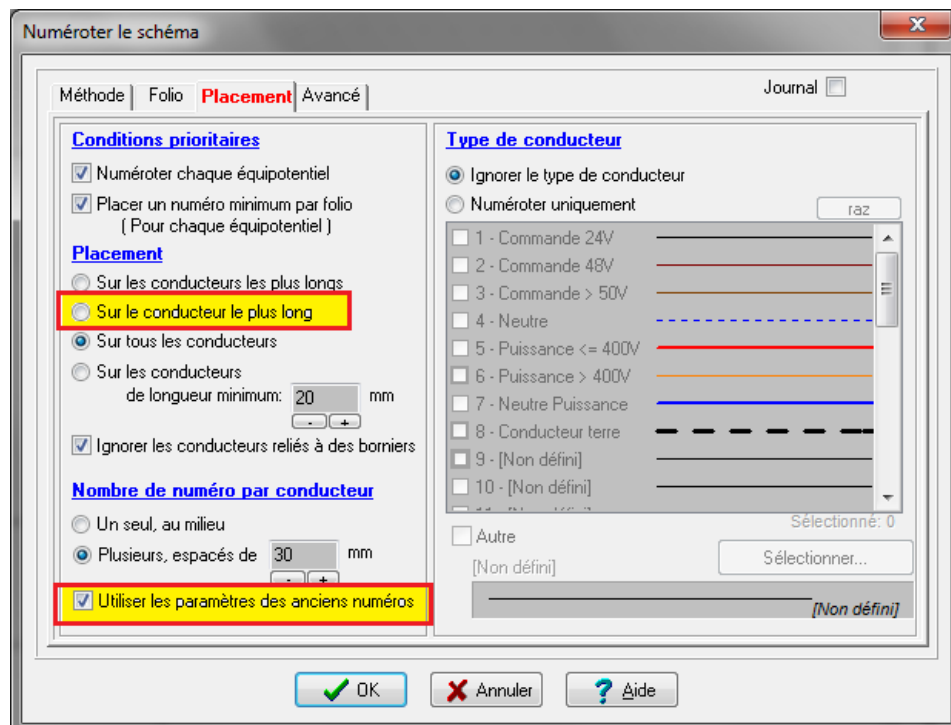 Numéroter le schéma
x
Méthode Folio Placement Avancé
Journal
Conditions prioritaires
Numéroter chaque équipotentiel
Placer un numéro minimum par folio
( Pour chaque équipotentiel )
Placement
Sur les conducteurs les plus longs
Sur le conducteur le plus long
Sur tous les conducteurs
Sur les conducteurs
de longueur minimum: 20 mm
- +
Ignorer les conducteurs reliés à des borniers
Nombre de numéro par conducteur
Un seul, au milieu
Plusieurs, espacés de 30 mm
- +
Utiliser les paramètres des anciens numéros
Type de conducteur
Ignorer le type de conducteur
Numéroter uniquement
raz
1 - Commande 24V
2 - Commande 48V
3 - Commande > 50V
4 - Neutre
5 - Puissance <= 400V
6 - Puissance > 400V
7 - Neutre Puissance
8 - Conducteur terre
9 - [Non défini]
10 - [Non défini]
Sélectionné: 0
Autre
[Non défini]
Sélectionner...
[Non défini]
OK
Annuler
? Aide